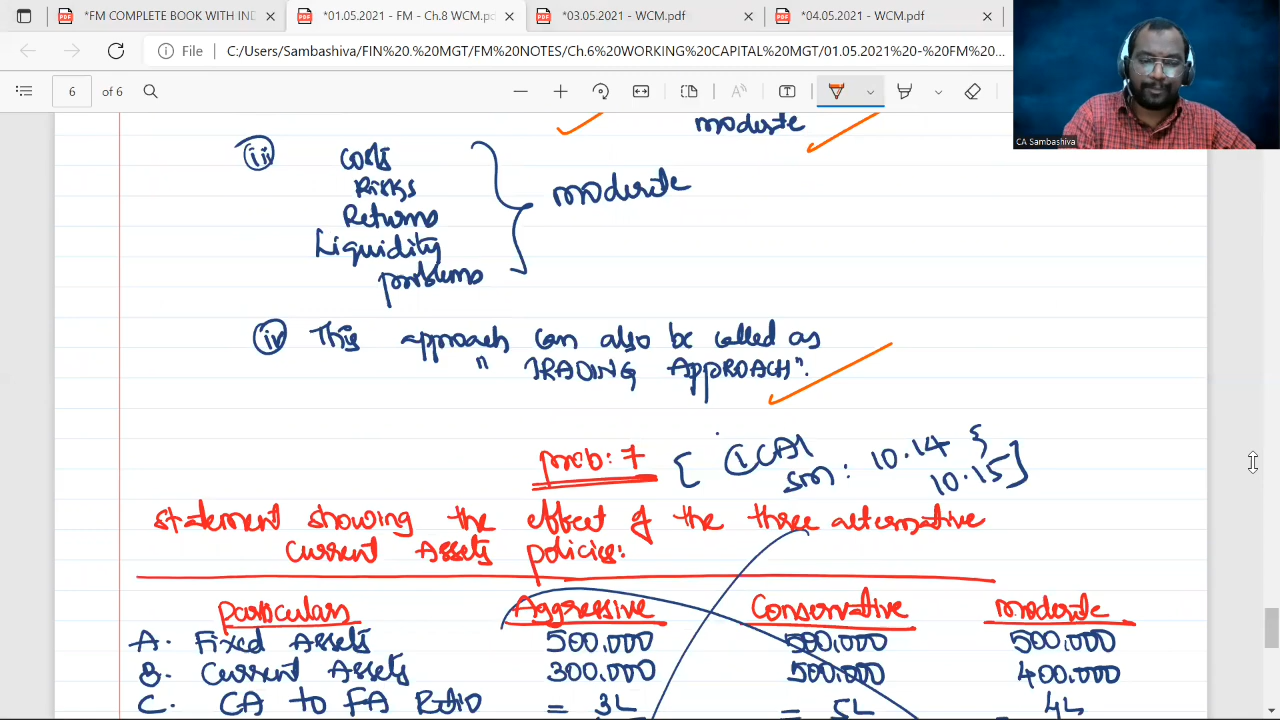 *FM COMPLETE BOOK WITH IND
*01.05.2021 - FM - Ch.8 WCM.pd
*03.05.2021 - WCM.pdf
*04.05.2021 - WCM.pdf
File C:/Users/Sambashiva/FIN%20.%20MGT/FM%20NOTES/Ch.6%20WORKING%20CAPITAL%20MGT/01.05.2021%20-%20FM%20...
6 of 6
CA Sambashiva
moderate
(iii) Costs
Risks
Returns
Liquidity
problems
moderate
(iv) This approach can also be called as
" TRADING APPROACH".
prob: 7 { ICAI
SM: 10.14 }
10.15]
Statement showing the effect of the three alternative
Current Assets policies:
particulars Aggressive Conservative moderate
A. Fixed Assets 500.000 500.000 500.000
B. Current Assets 300.000 500.000 400.000
C. CA to FA Ratio = 3L = 5L = 4L